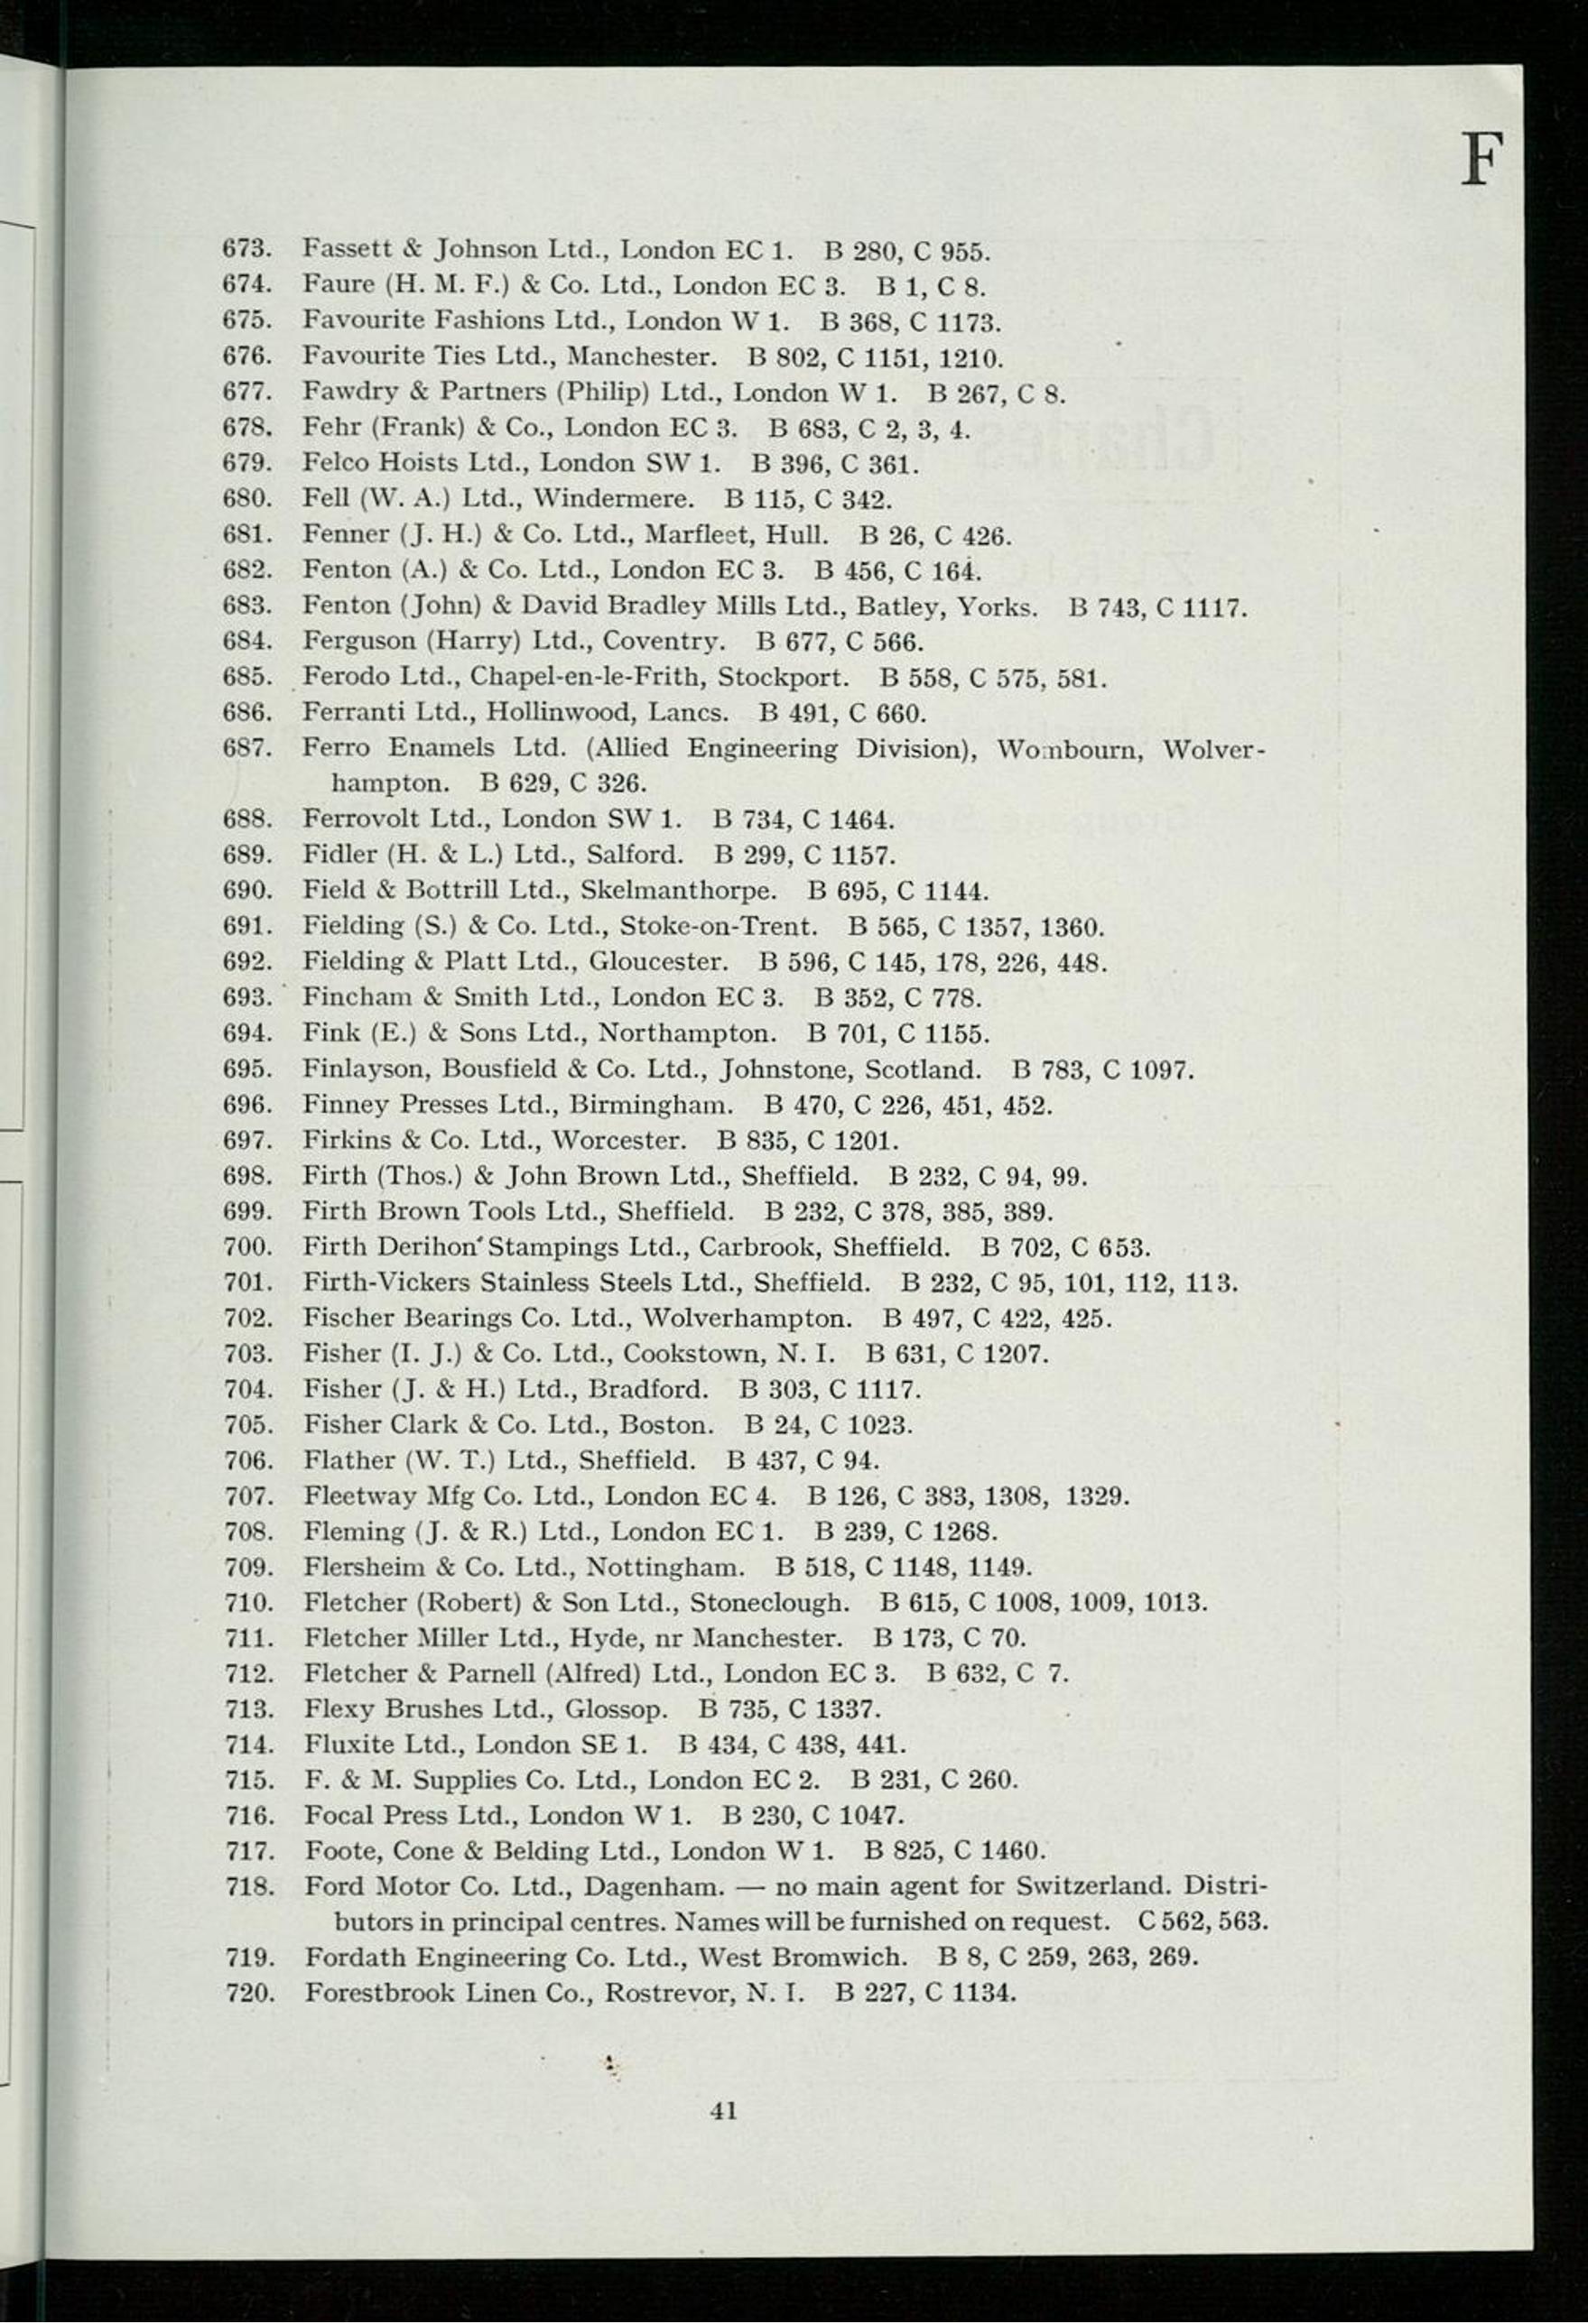 F
673. Fassett & Johnson Ltd., London EC 1. B 280, C 955.
674. Faure (H. M. F.) & Co. Ltd., London EC 3. B 1, C 8.
675. Favourite Fashions Ltd., London W 1. B 368, C 1173.
676. Favourite Ties Ltd., Manchester. B 802, C 1151, 1210.
677. Fawdry & Partners (Philip) Ltd., London W 1. B 267, C 8.
678. Fehr (Frank) & Co., London EC 3. B 683, C 2, 3, 4.
679. Felco Hoists Ltd., London SW 1. B 396, C 361.
680. Fell (W. A.) Ltd., Windermere. B 115, C 342.
681. Fenner (J. H.) & Co. Ltd., Marfleet, Hull. B 26, C 426.
682. Fenton (A.) & Co. Ltd., London EC 3. B 456, C 164.
683. Fenton (John) & David Bradley Mills Ltd., Batley, Yorks. B 743, C 1117.
684. Ferguson (Harry) Ltd., Coventry. B 677, C 566.
685. Ferodo Ltd., Chapel-en-le-Frith, Stockport. B 558, C 575, 581.
686. Ferranti Ltd., Hollinwood, Lancs. B 491, C 660.
687. Ferro Enamels Ltd. (Allied Engineering Division), Wombourn, Wolver-
hampton. B 629, C 326.
688. Ferrovolt Ltd., London SW 1. B 734, C 1464.
689. Fidler (H. & L.) Ltd., Salford. B 299, C 1157.
690. Field & Bottrill Ltd., Skelmanthorpe. B 695, C 1144.
691. Fielding (S.) & Co. Ltd., Stoke-on-Trent. B 565, C 1357, 1360.
692. Fielding & Platt Ltd., Gloucester. B 596, C 145, 178, 226, 448.
693. Fincham & Smith Ltd., London EC 3. B 352, C 778.
694. Fink (E.) & Sons Ltd., Northampton. B 701, C 1155.
695. Finlayson, Bousfield & Co. Ltd., Johnstone, Scotland. B 783, C 1097.
696. Finney Presses Ltd., Birmingham. B 470, C 226, 451, 452.
697. Firkins & Co. Ltd., Worcester. B 835, C 1201.
698. Firth (Thos.) & John Brown Ltd., Sheffield. B 232, C 94, 99.
699. Firth Brown Tools Ltd., Sheffield. B 232, C 378, 385, 389.
700. Firth Derihon Stampings Ltd., Carbrook, Sheffield. B 702, C 653.
701. Firth-Vickers Stainless Steels Ltd., Sheffield. B 232, C 95, 101, 112, 113.
702. Fischer Bearings Co. Ltd., Wolverhampton. B 497, C 422, 425.
703. Fisher (I. J.) & Co. Ltd., Cookstown, N. I. B 631, C 1207.
704. Fisher (J. & H.) Ltd., Bradford. B 303, C 1117.
705. Fisher Clark & Co. Ltd., Boston. B 24, C 1023.
706. Flather (W. T.) Ltd., Sheffield. B 437, C 94.
707. Fleetway Mfg Co. Ltd., London EC 4. B 126, C 383, 1308, 1329.
708. Fleming (J. & R.) Ltd., London EC 1. B 239, C 1268.
709. Flersheim & Co. Ltd., Nottingham. B 518, C 1148, 1149.
710. Fletcher (Robert) & Son Ltd., Stoneclough. B 615, C 1008, 1009, 1013.
711. Fletcher Miller Ltd., Hyde, nr Manchester. B 173, C 70.
712. Fletcher & Parnell (Alfred) Ltd., London EC 3. B 632, C 7.
713. Flexy Brushes Ltd., Glossop. B 735, C 1337.
714. Fluxite Ltd., London SE 1. B 434, C 438, 441.
715. F. & M. Supplies Co. Ltd., London EC 2. B 231, C 260.
716. Focal Press Ltd., London W 1. B 230, C 1047.
717. Foote, Cone & Belding Ltd., London W 1. B 825, C 1460.
718. Ford Motor Co. Ltd., Dagenham. — no main agent for Switzerland. Distri-
butors in principal centres. Names will be furnished on request. C 562, 563.
719. Fordath Engineering Co. Ltd., West Bromwich. B 8, C 259, 263, 269.
720. Forestbrook Linen Co., Rostrevor, N. I. B 227, C 1134.
41